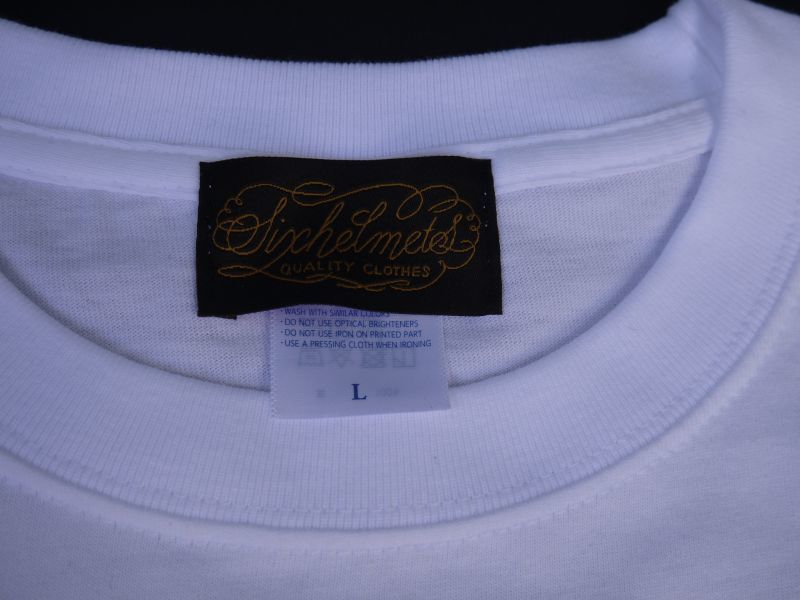 Sixhelmets
QUALITY CLOTHES
・WASH WITH SIMILAR COLORS
・DO NOT USE OPTICAL BRIGHTENERS
・DO NOT USE IRON ON PRINTED PART
・USE A PRESSING CLOTH WHEN IRONING
L